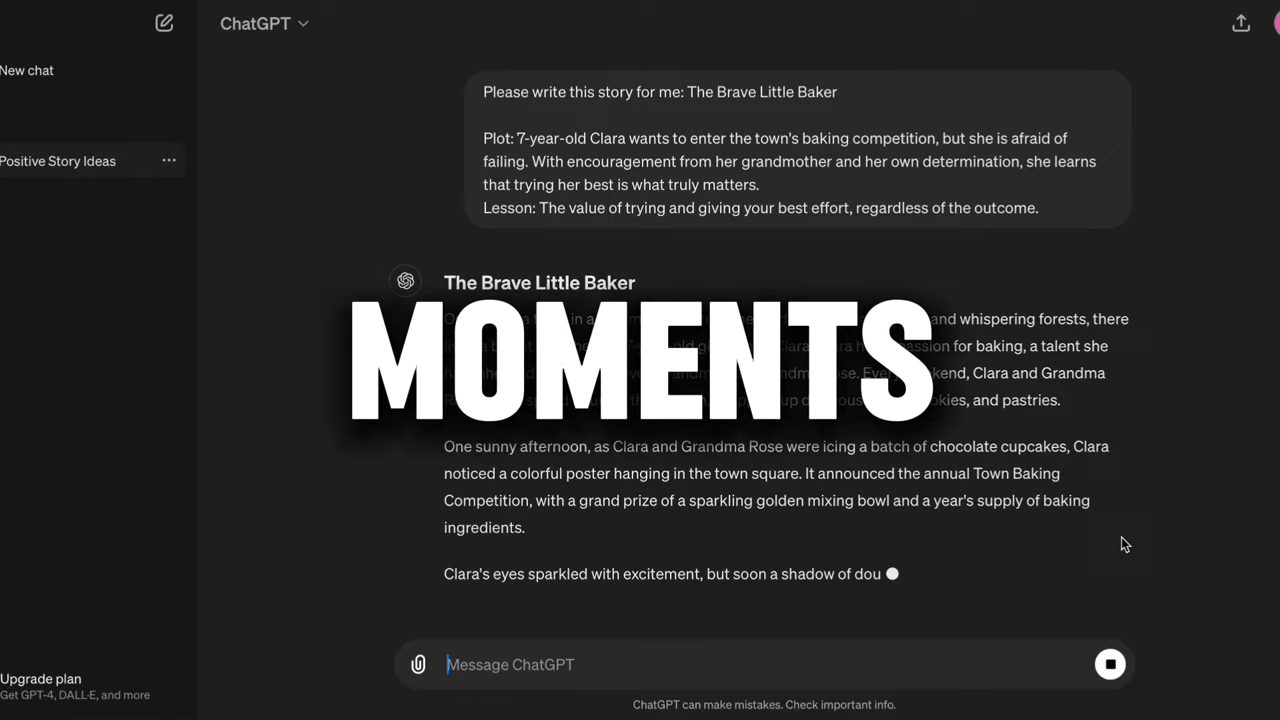 ChatGPT
New chat
Please write this story for me: The Brave Little Baker
Positive Story Ideas
Plot: 7-year-old Clara wants to enter the town's baking competition, but she is afraid of
failing. With encouragement from her grandmother and her own determination, she learns
that trying her best is what truly matters.
Lesson: The value of trying and giving your best effort, regardless of the outcome.
The Brave Little Baker
and whispering forests, there
for baking, a talent she
Clara and Grandma
and pastries.
MOMENTS
One sunny afternoon, as Clara and Grandma Rose were icing a batch of chocolate cupcakes, Clara
noticed a colorful poster hanging in the town square. It announced the annual Town Baking
Competition, with a grand prize of a sparkling golden mixing bowl and a year's supply of baking
ingredients.
Clara's eyes sparkled with excitement, but soon a shadow of dou
Message ChatGPT
Upgrade plan
Get GPT-4, DALL·E, and more
ChatGPT can make mistakes. Check important info.